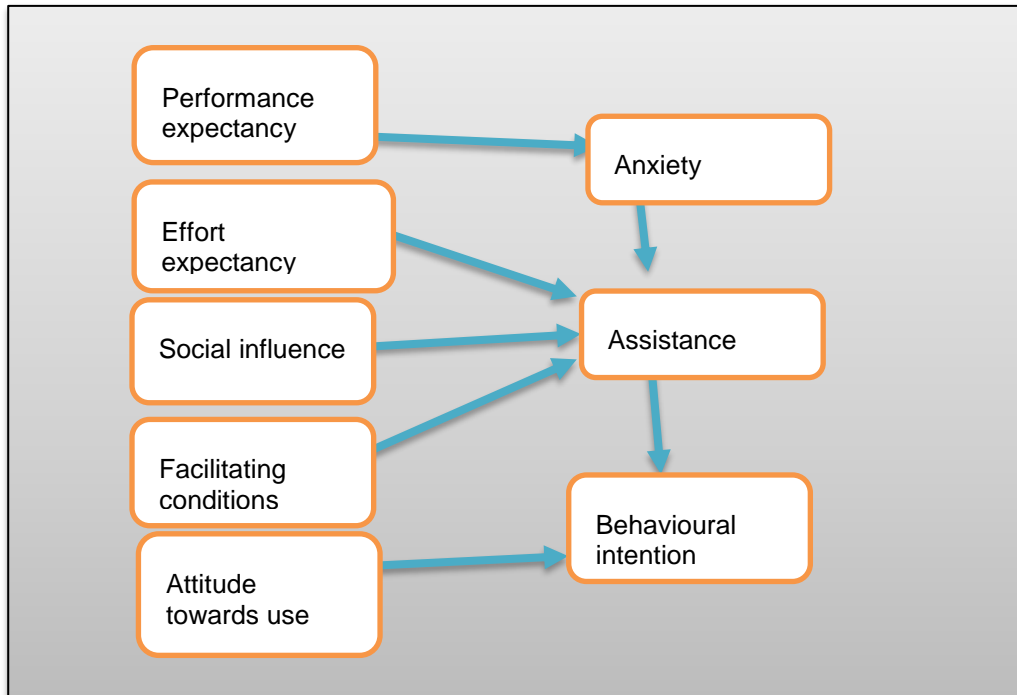 Performance
expectancy
Anxiety
Effort
expectancy
Social influence
Assistance
Facilitating
conditions
Behavioural
intention
Attitude
towards use